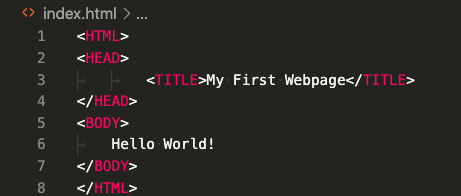 index.html > ...
1 <HTML>
2 <HEAD>
3 <TITLE>My First Webpage</TITLE>
4 </HEAD>
5 <BODY>
6 Hello World!
7 </BODY>
8 </HTML>